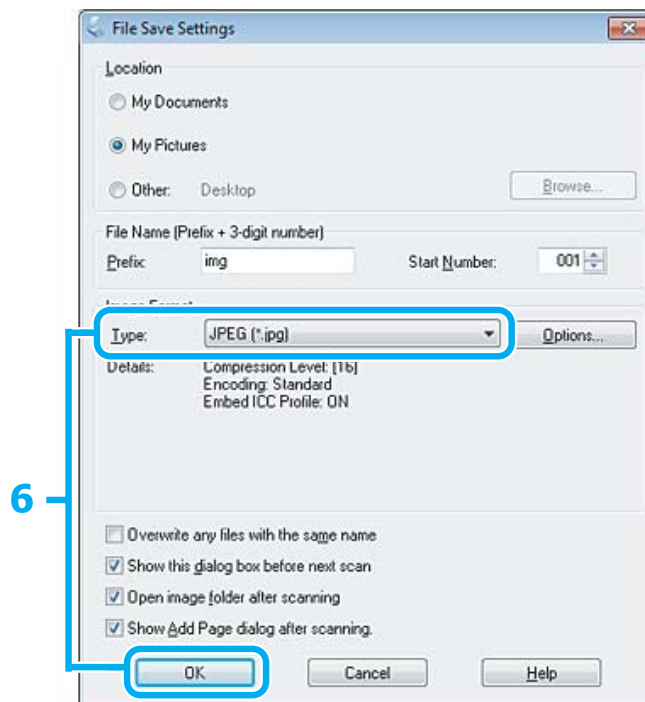 File Save Settings
Location
My Documents
My Pictures
Other: Desktop Browse...
File Name (Prefix + 3-digit number)
Prefix: img Start Number: 001
Image Format
Type: JPEG (*.jpg) Options...
Details: Compression Level: [16]
Encoding: Standard
Embed ICC Profile: ON
6
Overwrite any files with the same name
Show this dialog box before next scan
Open image folder after scanning
Show Add Page dialog after scanning.
OK Cancel Help